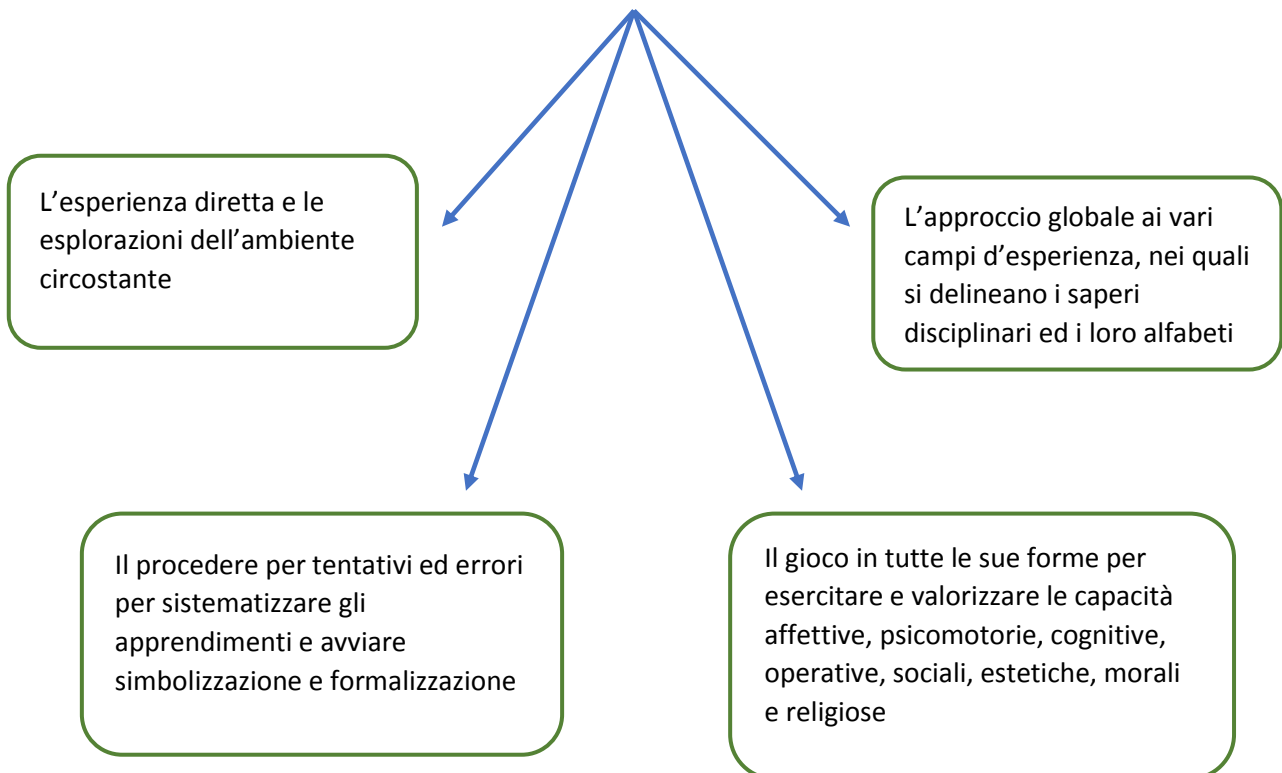 L’esperienza diretta e le
esplorazioni dell’ambiente
circostante
L’approccio globale ai vari
campi d’esperienza, nei quali
si delineano i saperi
disciplinari ed i loro alfabeti
Il procedere per tentativi ed errori
per sistematizzare gli
apprendimenti e avviare
simbolizzazione e formalizzazione
Il gioco in tutte le sue forme per
esercitare e valorizzare le capacità
affettive, psicomotorie, cognitive,
operative, sociali, estetiche, morali
e religiose